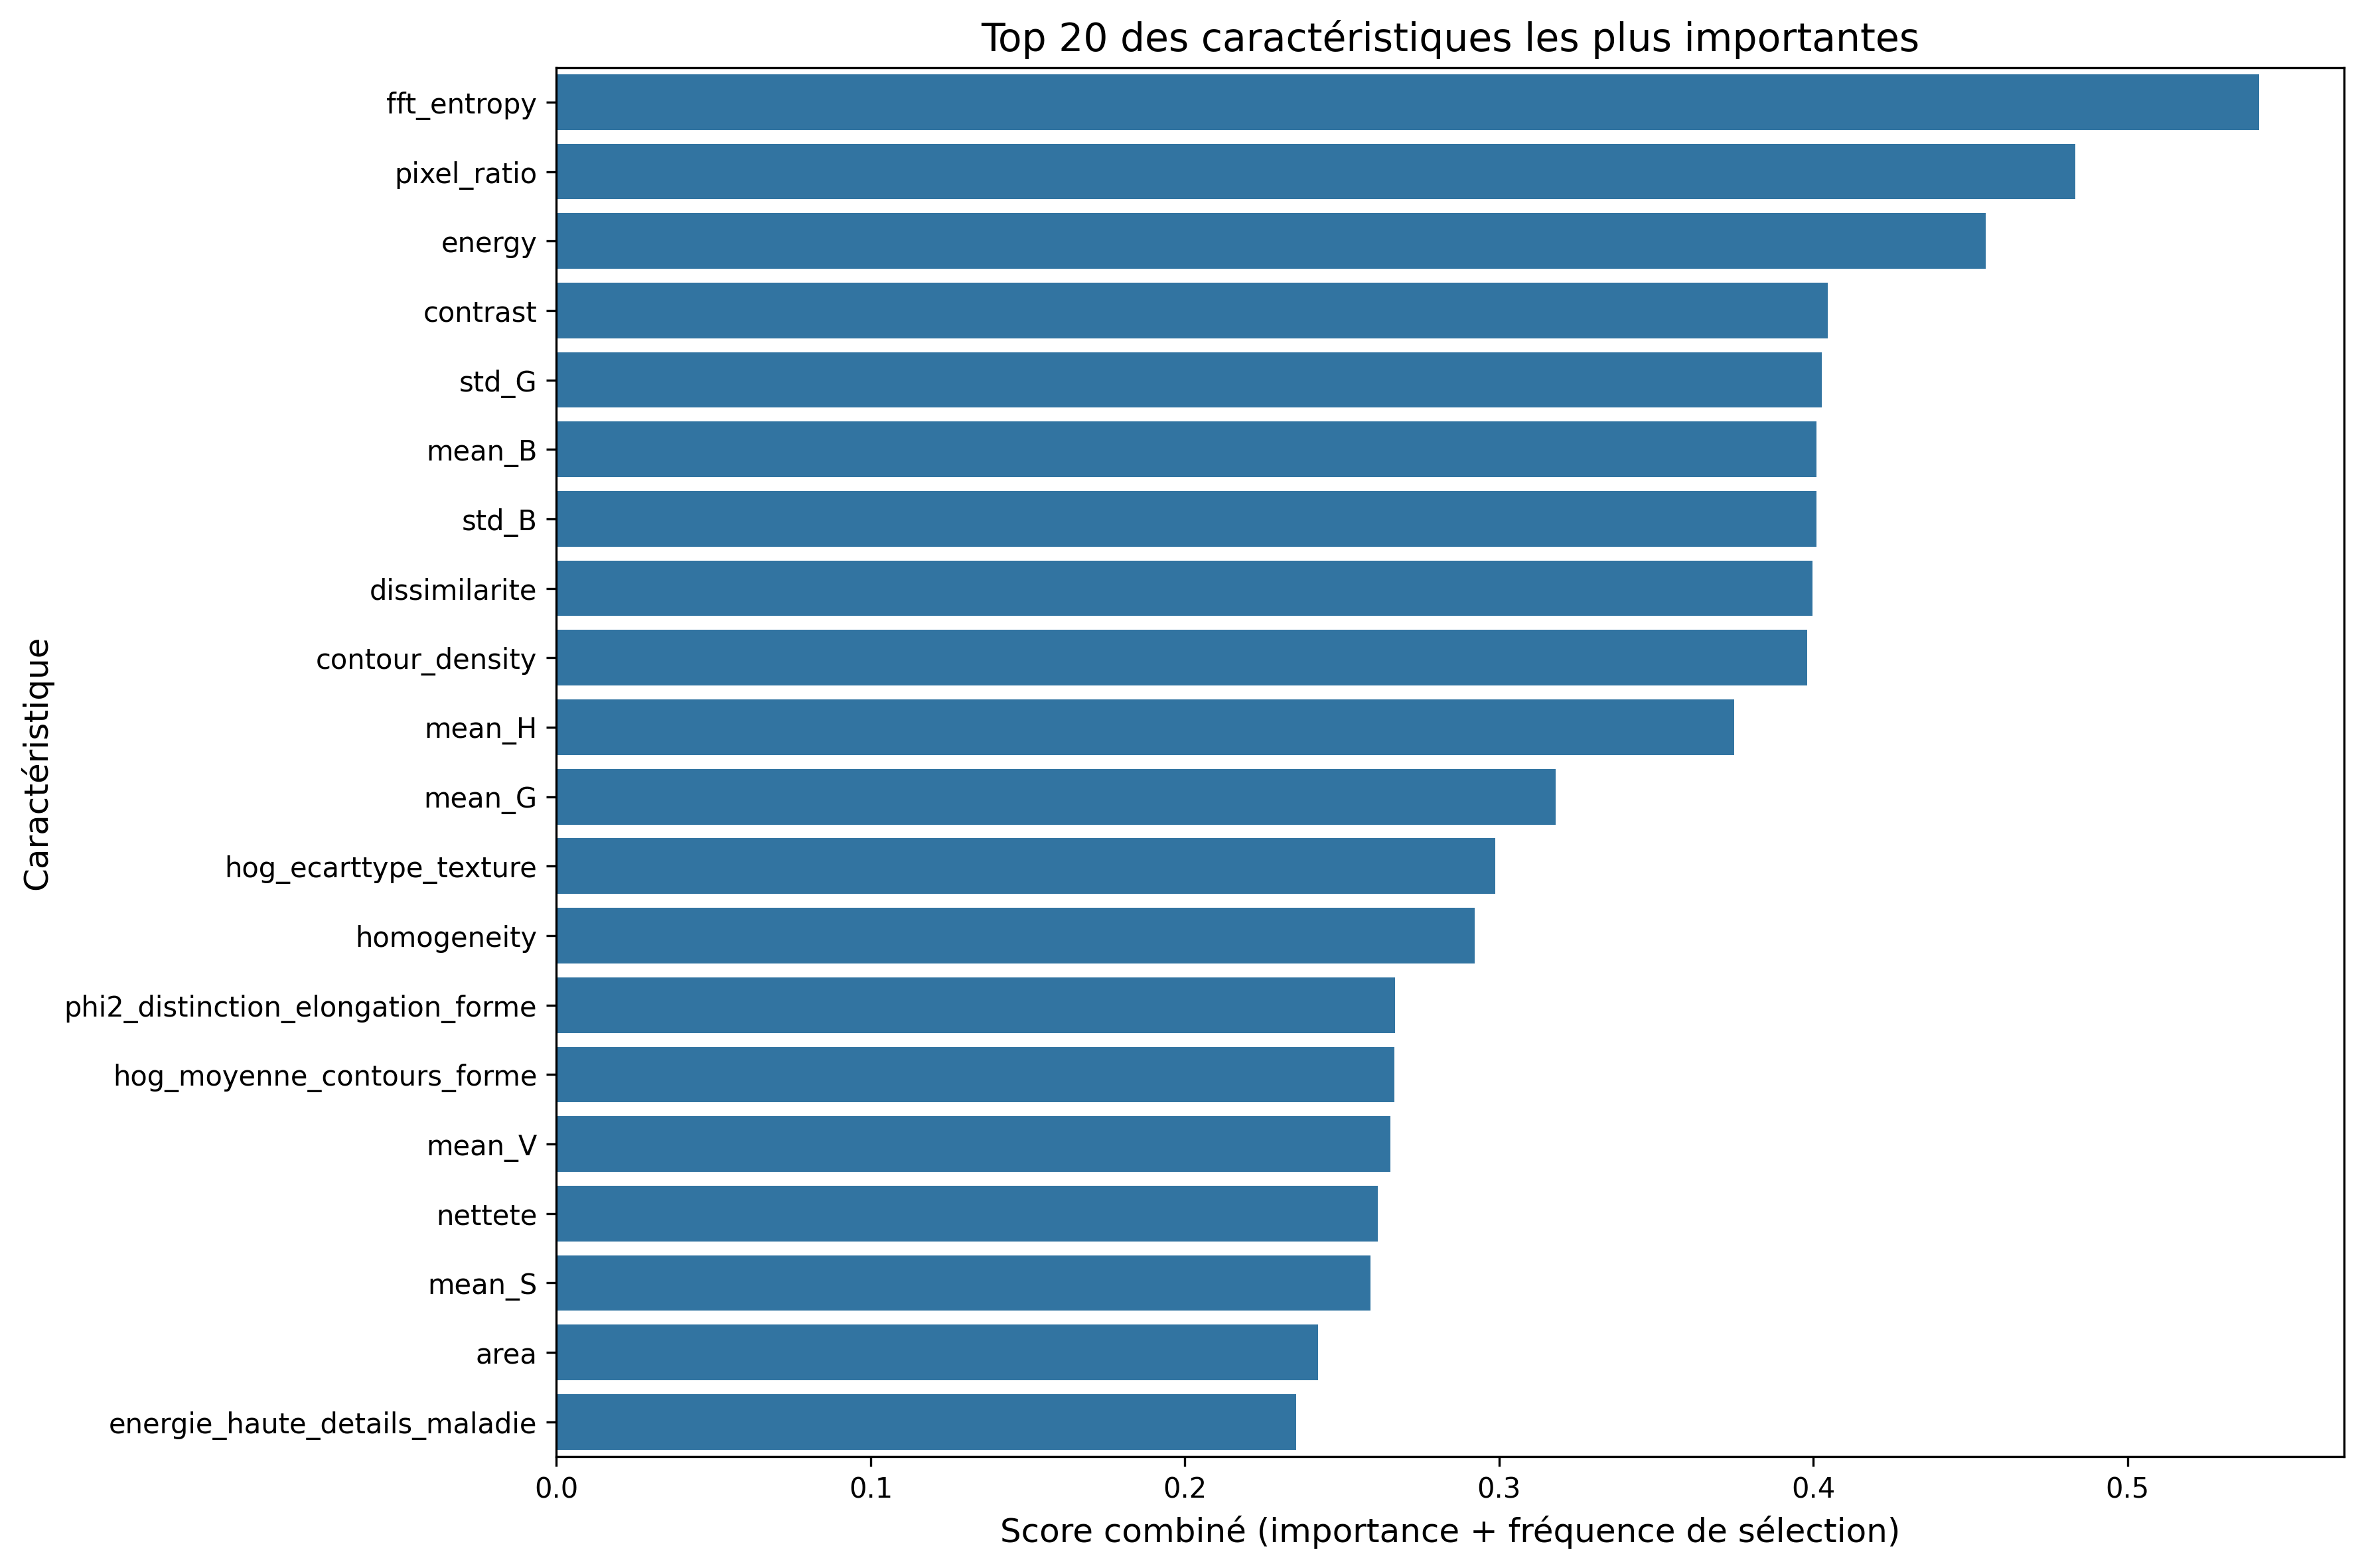 Top 20 des caractéristiques les plus importantes
fft_entropy
pixel_ratio
energy
contrast
std_G
mean_B
std_B
dissimilarite
contour_density
mean_H
mean_G
hog_ecarttype_texture
homogeneity
phi2_distinction_elongation_forme
hog_moyenne_contours_forme
mean_V
nettete
mean_S
area
energie_haute_details_maladie
Caractéristique
0.0 0.1 0.2 0.3 0.4 0.5
Score combiné (importance + fréquence de sélection)